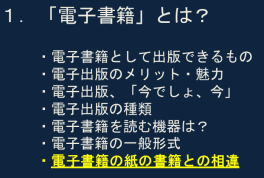 １．「電子書籍」とは？
・電子書籍として出版できるもの
・電子出版のメリット・魅力
・電子出版、「今でしょ、今」
・電子出版の種類
・電子書籍を読む機器は？
・電子書籍の一般形式
・電子書籍の紙の書籍との相違